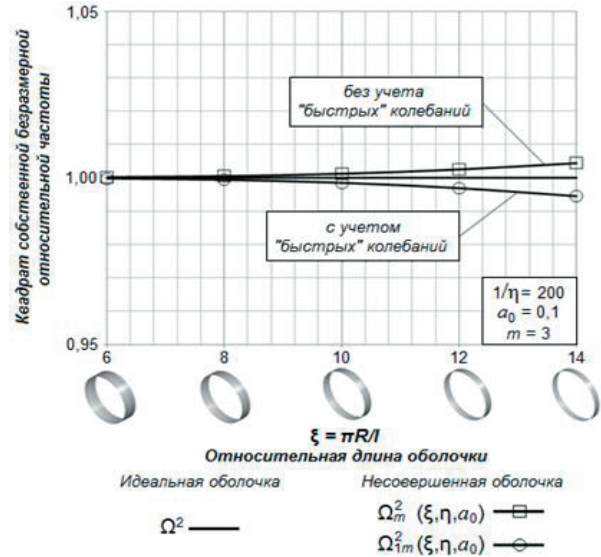 Квадрат собственной безразмерной
относительной частоты
1,05
1,00
0,95
без учета
"быстрых" колебаний
с учетом
"быстрых" колебаний
1/η = 200
a₀ = 0,1
m = 3
6 8 10 12 14
ξ = πR/l
Относительная длина оболочки
Идеальная оболочка
Несовершенная оболочка
Ω²
Ω²ₘ (ξ,η,a₀)
Ω²₁ₘ (ξ,η,a₀)